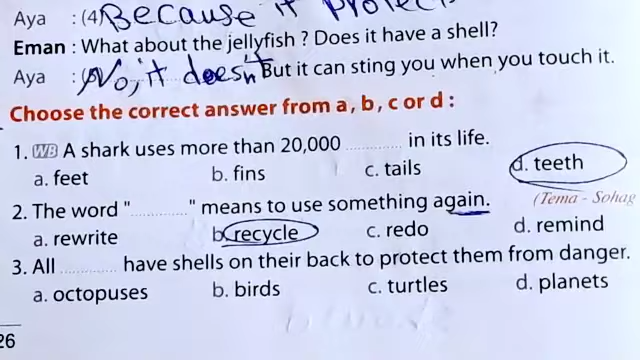 Aya : (4) Because it protect
Eman : What about the jellyfish ? Does it have a shell?
Aya : (5) No, it doesn't But it can sting you when you touch it.
Choose the correct answer from a, b, c or d :
1. WB A shark uses more than 20,000 ............ in its life.
a. feet b. fins c. tails d. teeth
2. The word "............" means to use something again. (Tema - Sohag
a. rewrite b. recycle c. redo d. remind
3. All ............ have shells on their back to protect them from danger.
a. octopuses b. birds c. turtles d. planets
26